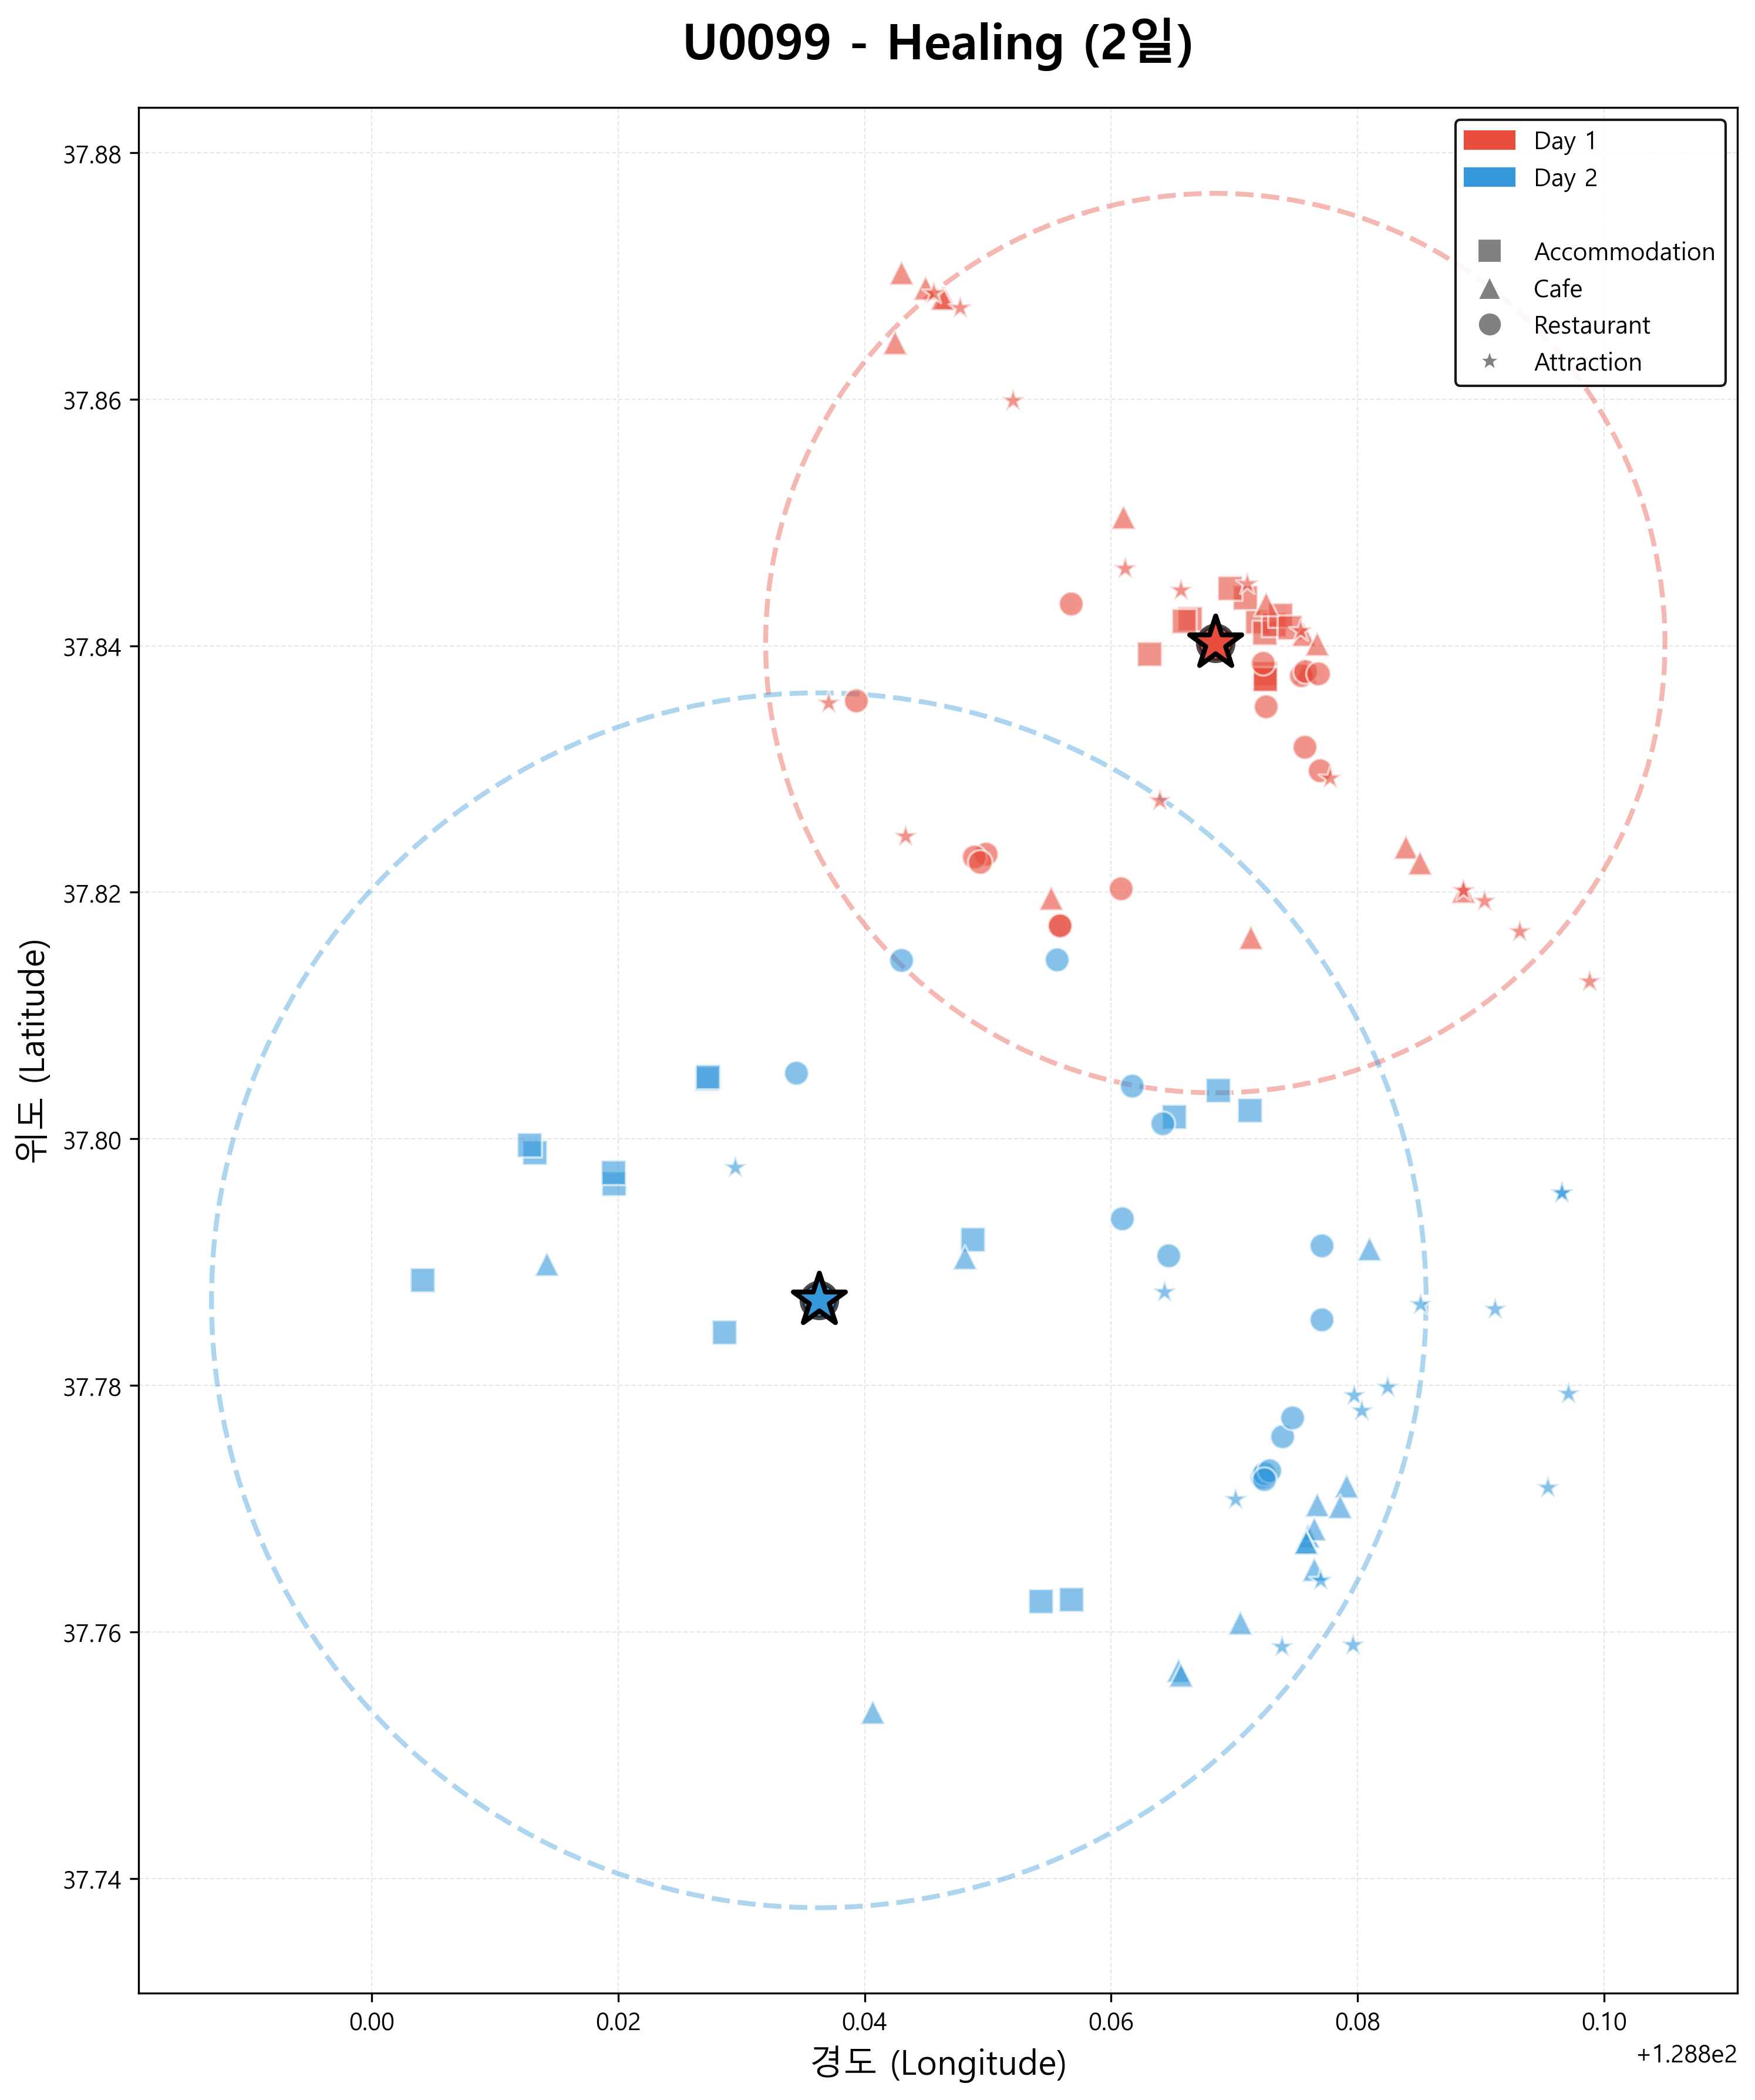 U0099 - Healing (2일)
Day 1
Day 2
Accommodation
Cafe
Restaurant
Attraction
37.88
37.86
37.84
37.82
37.80
37.78
37.76
37.74
위도 (Latitude)
0.00 0.02 0.04 0.06 0.08 0.10
+1.288e2
경도 (Longitude)